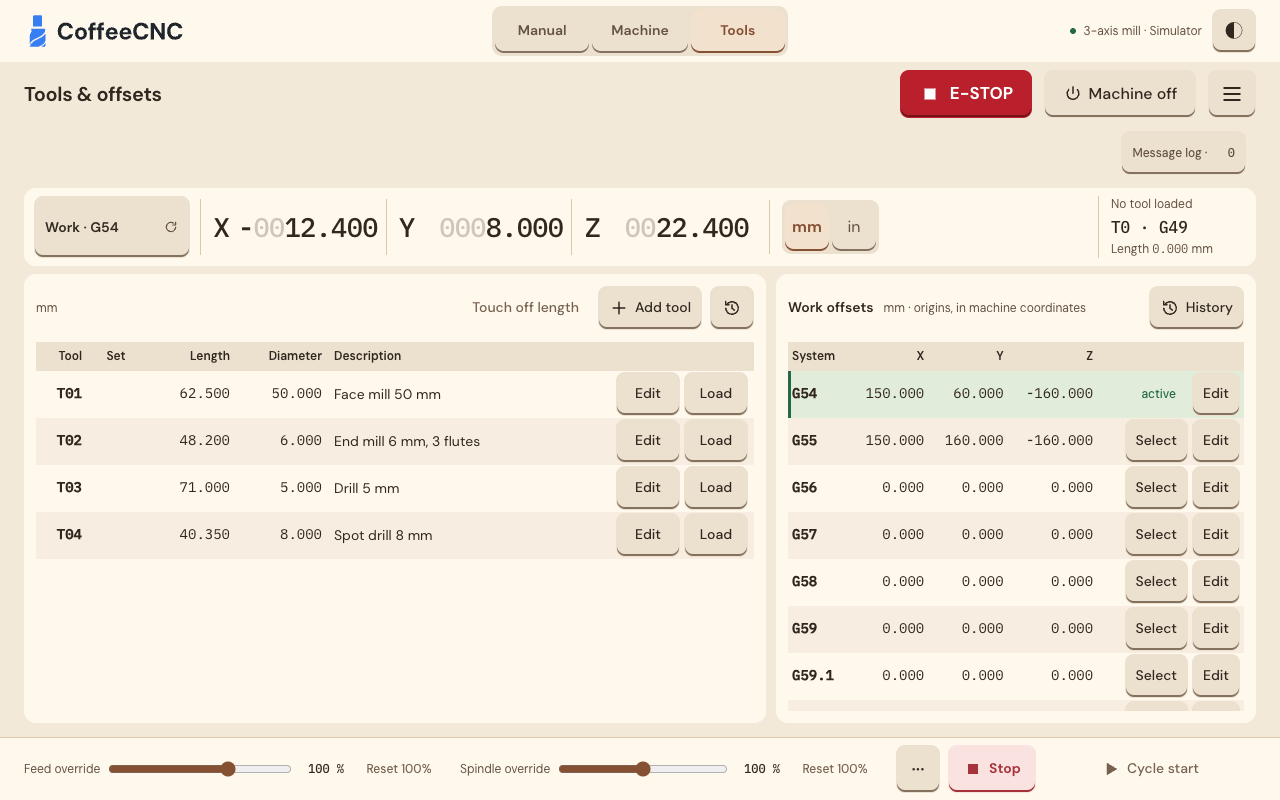 CoffeeCNC
Manual Machine Tools
3-axis mill · Simulator
Tools & offsets
E-STOP
Machine off
Message log · 0
Work · G54
X -0012.400
Y 0008.000
Z 0022.400
mm in
No tool loaded
T0 · G49
Length 0.000 mm
mm
Touch off length
Add tool
Tool Set Length Diameter Description
T01 62.500 50.000 Face mill 50 mm Edit Load
T02 48.200 6.000 End mill 6 mm, 3 flutes Edit Load
T03 71.000 5.000 Drill 5 mm Edit Load
T04 40.350 8.000 Spot drill 8 mm Edit Load
Work offsets mm · origins, in machine coordinates
History
System X Y Z
G54 150.000 60.000 -160.000 active Edit
G55 150.000 160.000 -160.000 Select Edit
G56 0.000 0.000 0.000 Select Edit
G57 0.000 0.000 0.000 Select Edit
G58 0.000 0.000 0.000 Select Edit
G59 0.000 0.000 0.000 Select Edit
G59.1 0.000 0.000 0.000 Select Edit
Feed override 100 % Reset 100%
Spindle override 100 % Reset 100%
...
Stop
Cycle start